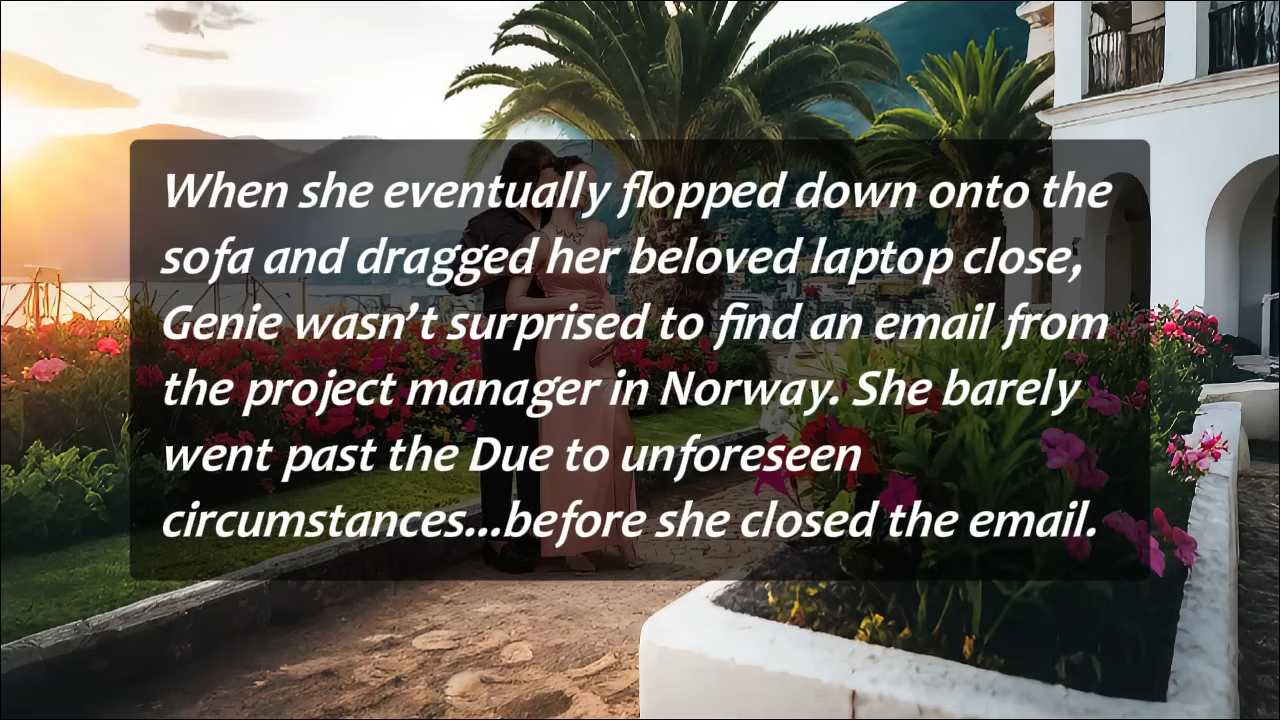 When she eventually flopped down onto the
sofa and dragged her beloved laptop close,
Genie wasn’t surprised to find an email from
the project manager in Norway. She barely
went past the Due to unforeseen
circumstances...before she closed the email.